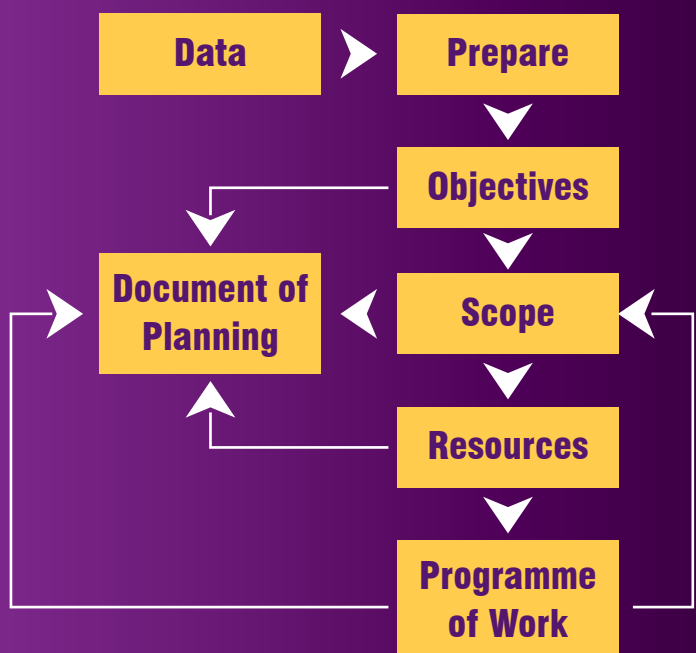 Data
Prepare
Objectives
Document of
Planning
Scope
Resources
Programme
of Work